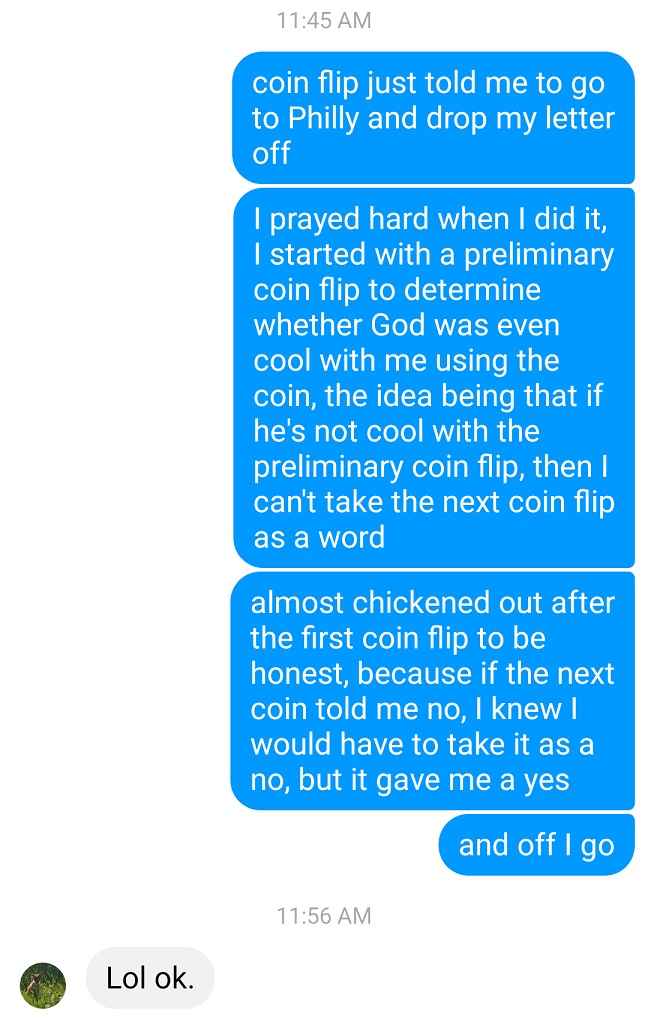 11:45 AM
coin flip just told me to go
to Philly and drop my letter
off
I prayed hard when I did it,
I started with a preliminary
coin flip to determine
whether God was even
cool with me using the
coin, the idea being that if
he's not cool with the
preliminary coin flip, then I
can't take the next coin flip
as a word
almost chickened out after
the first coin flip to be
honest, because if the next
coin told me no, I knew I
would have to take it as a
no, but it gave me a yes
and off I go
11:56 AM
Lol ok.